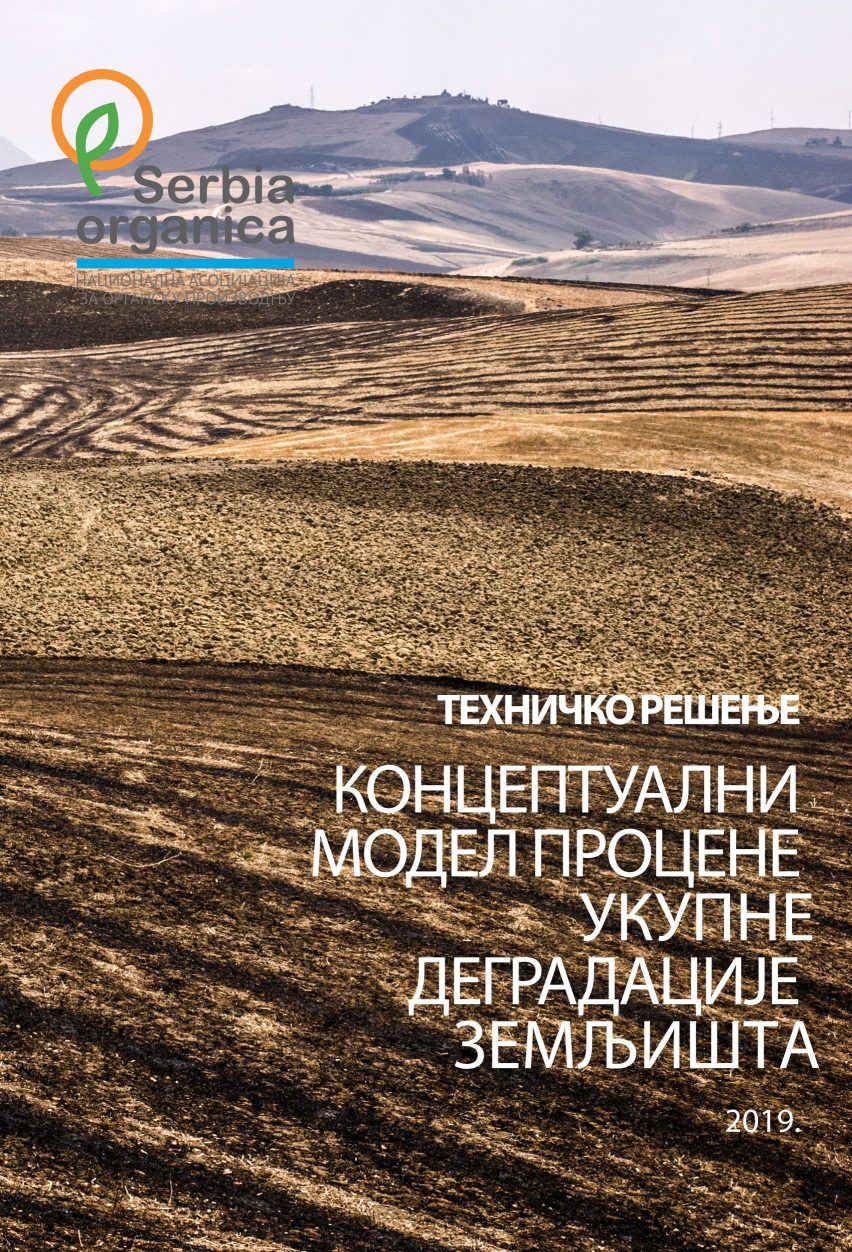 Serbia
organica
НАЦИОНАЛНА АСОЦИЈАЦИЈА
ЗА ОРГАНСКУ ПРОИЗВОДЊУ
ТЕХНИЧКО РЕШЕЊЕ
КОНЦЕПТУАЛНИ
МОДЕЛ ПРОЦЕНЕ
УКУПНЕ
ДЕГРАДАЦИЈЕ
ЗЕМЉИШТА
2019.